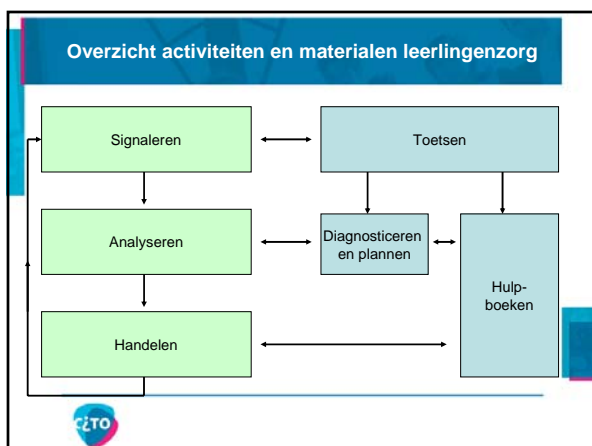 Overzicht activiteiten en materialen leerlingenzorg
Signaleren
Toetsen
Analyseren
Diagnosticeren
en plannen
Hulp-
boeken
Handelen
CiTO